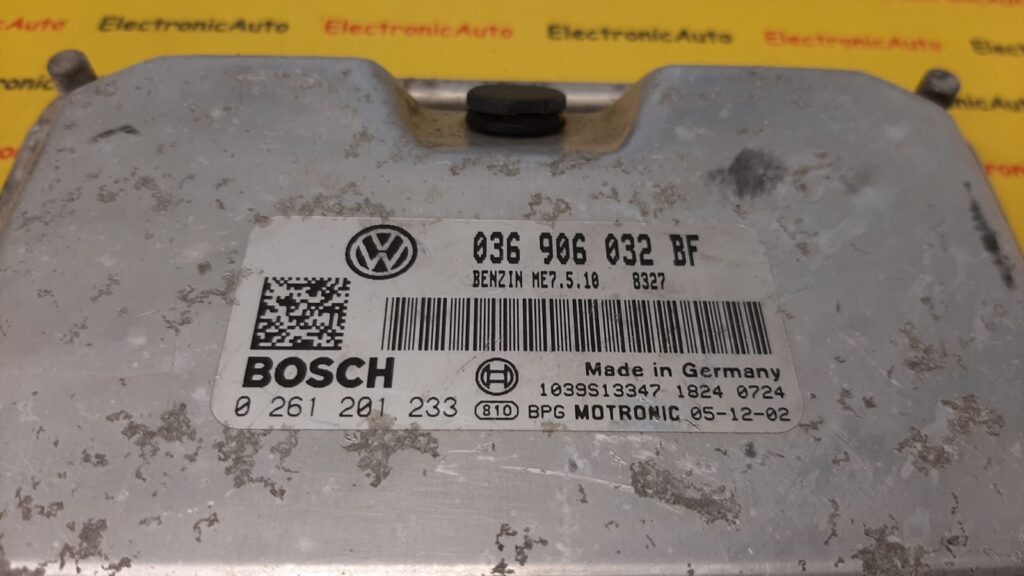 Auto ElectronicAuto ElectronicAuto ElectronicAuto ElectronicAuto
036 906 032 BF
BENZIN ME7.5.10 8327
BOSCH
Made in Germany
1039S13347 1824 0724
0 261 201 233 810 BPG MOTRONIC 05-12-02